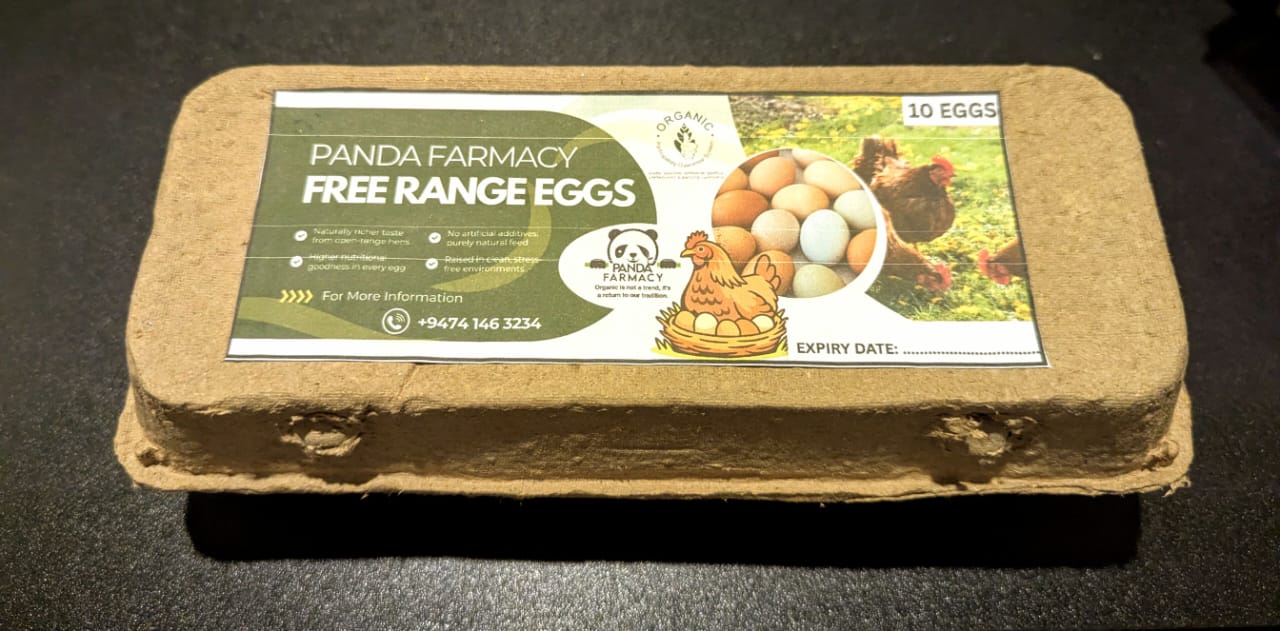 10 EGGS
ORGANIC
PANDA FARMACY
FREE RANGE EGGS
Naturally richer taste
from open-range hens
No artificial additives,
purely natural feed
Higher nutritional
goodness in every egg
Raised in clean, stress-
free environments
For More Information
+9474 146 3234
PANDA
FARMACY
Organic is not a trend, it's
a return to our tradition.
EXPIRY DATE: ........................................